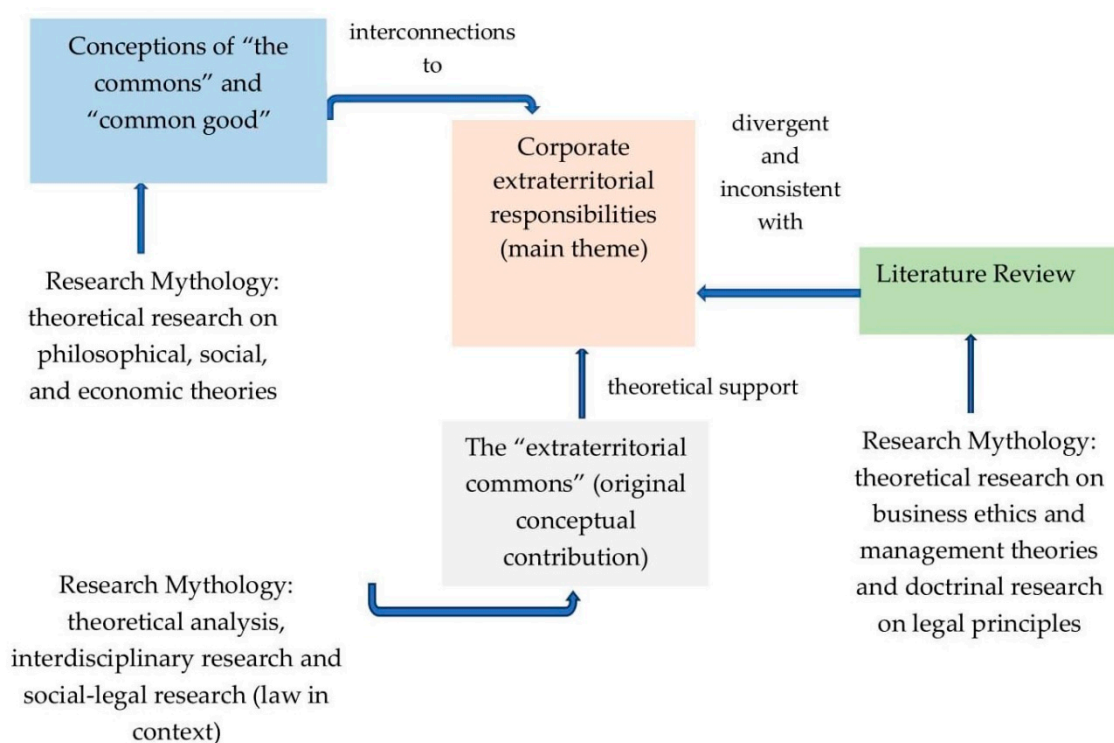 Conceptions of “the
commons” and
“common good”
interconnections
to
Corporate
extraterritorial
responsibilities
(main theme)
divergent
and
inconsistent
with
Literature Review
Research Mythology:
theoretical research on
philosophical, social,
and economic theories
theoretical support
The “extraterritorial
commons” (original
conceptual
contribution)
Research Mythology:
theoretical research on
business ethics and
management theories
and doctrinal research
on legal principles
Research Mythology:
theoretical analysis,
interdisciplinary research and
social-legal research (law in
context)